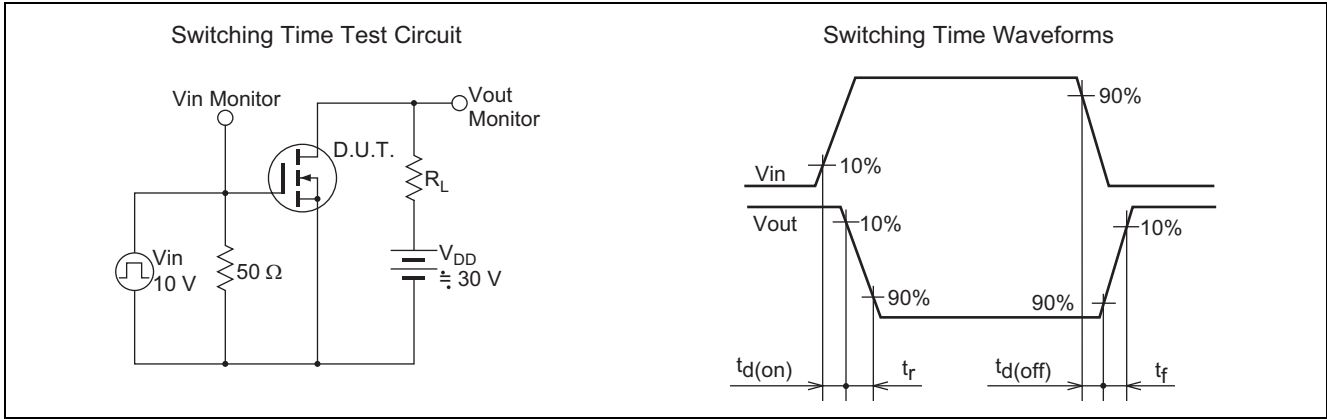 Switching Time Test Circuit
Vin Monitor
Vout
Monitor
D.U.T.
RL
Vin
10 V
50 Ω
VDD
≒ 30 V
Switching Time Waveforms
90%
10%
Vin
Vout
10%
10%
90%
90%
td(on)
tr
td(off)
tf